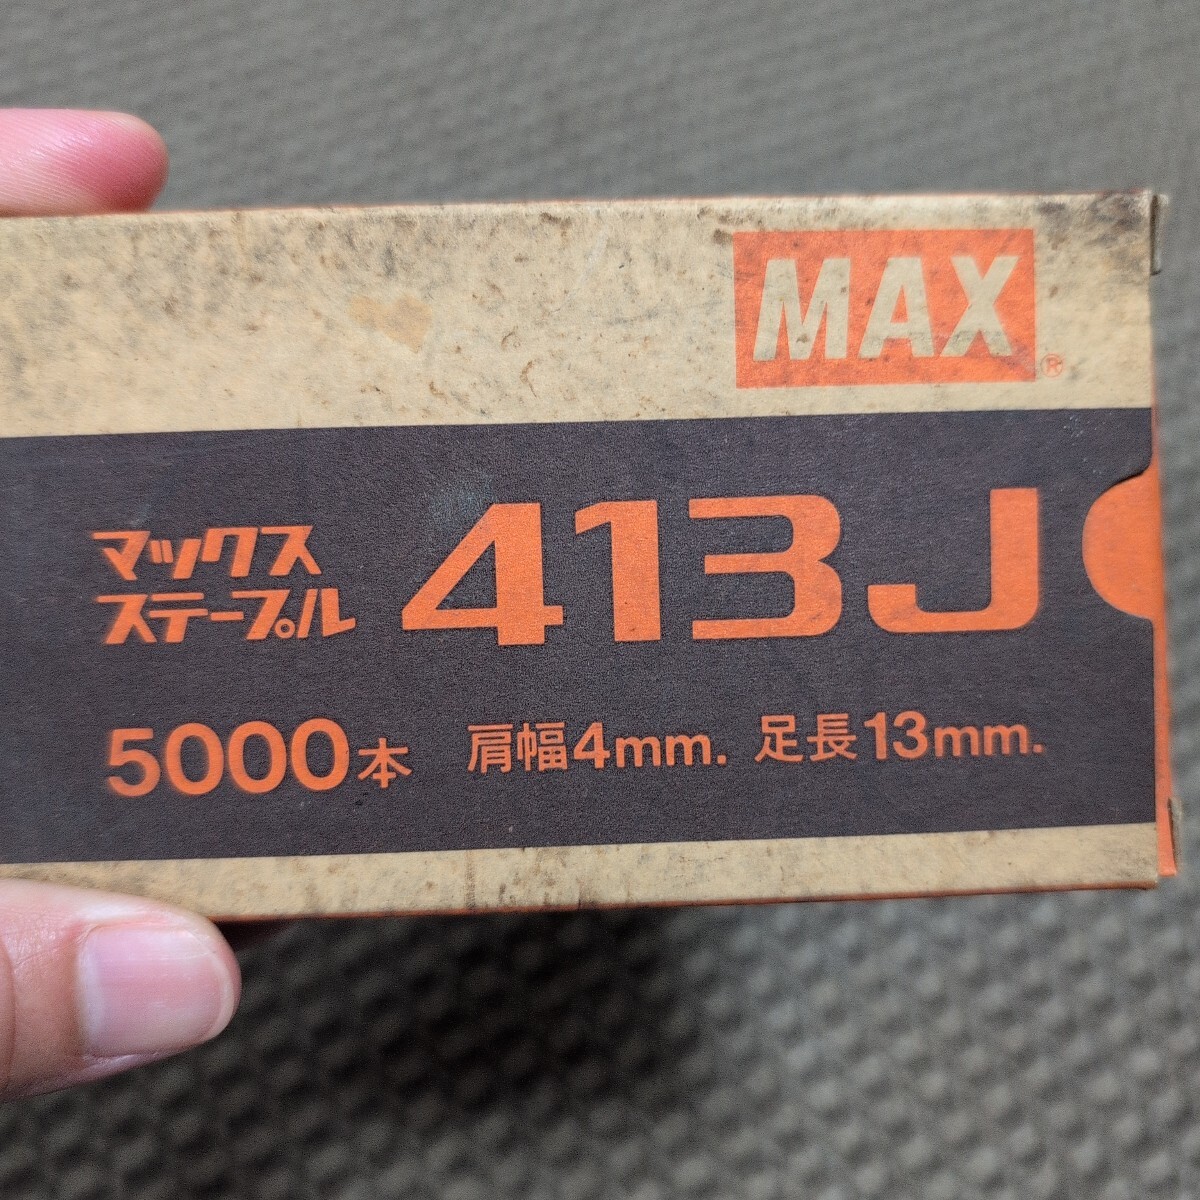 MAX®
マックス
ステープル
413J
5000本 肩幅4mm. 足長13mm.